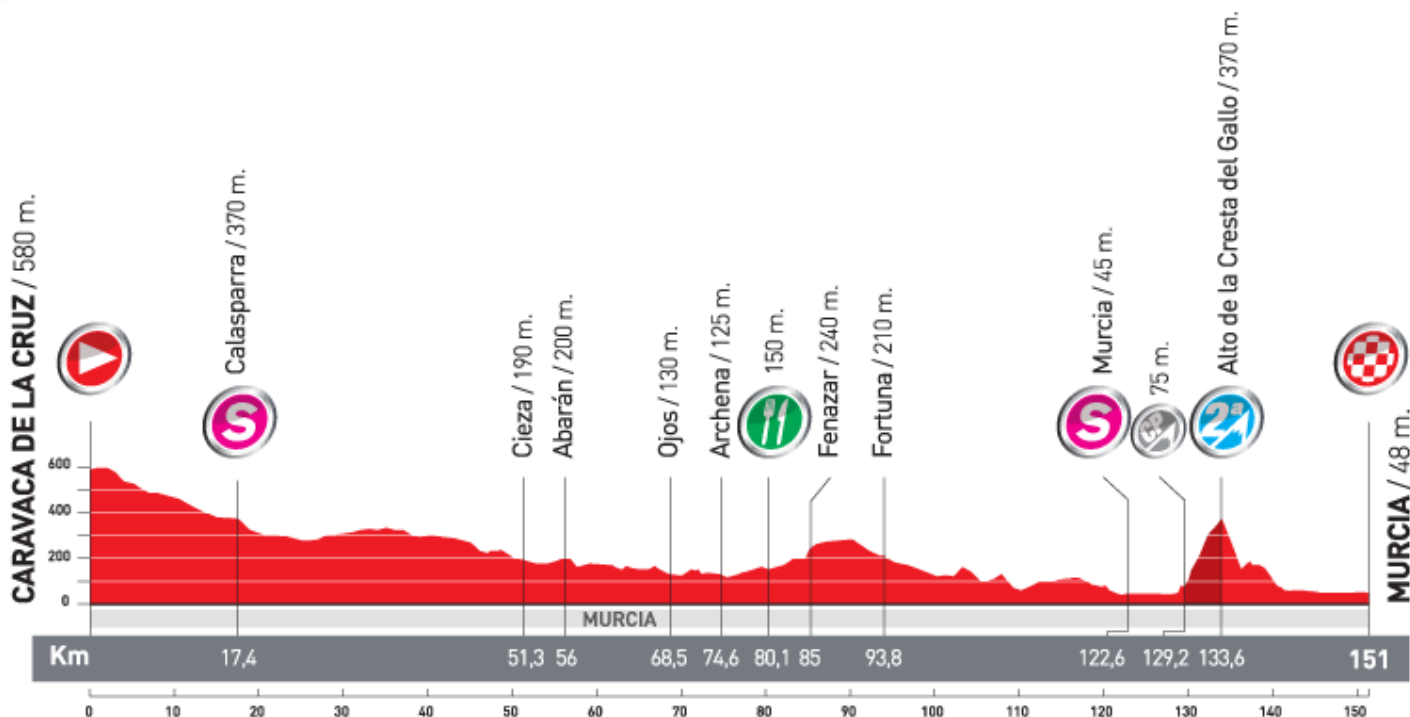 CARAVACA DE LA CRUZ / 580 m.
Calasparra / 370 m.
S
Cieza / 190 m.
Abarán / 200 m.
Ojos / 130 m.
Archena / 125 m.
150 m.
Fenazar / 240 m.
Fortuna / 210 m.
Murcia / 45 m.
S
75 m.
GP
Alto de la Cresta del Gallo / 370 m.
2ª
MURCIA / 48 m.
600
400
200
0
MURCIA
Km 17,4 51,3 56 68,5 74,6 80,1 85 93,8 122,6 129,2 133,6 151
0 10 20 30 40 50 60 70 80 90 100 110 120 130 140 150